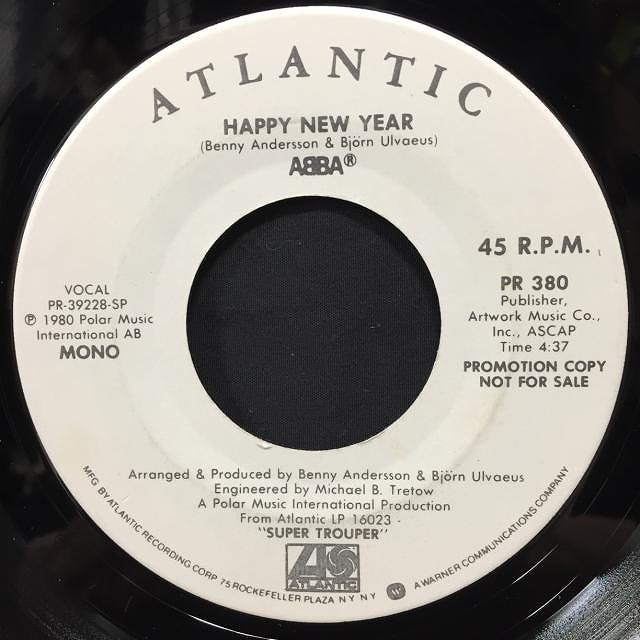 ATLANTIC
HAPPY NEW YEAR
(Benny Andersson & Björn Ulvaeus)
ABBA®
45 R.P.M.
VOCAL
PR-39228-SP
℗ 1980 Polar Music
International AB
MONO
PR 380
Publisher,
Artwork Music Co.,
Inc., ASCAP
Time 4:37
PROMOTION COPY
NOT FOR SALE
Arranged & Produced by Benny Andersson & Björn Ulvaeus
Engineered by Michael B. Tretow
A Polar Music International Production
From Atlantic LP 16023 -
"SUPER TROUPER"
ATLANTIC
MFG BY ATLANTIC RECORDING CORP 75 ROCKEFELLER PLAZA N Y N Y
A WARNER COMMUNICATIONS COMPANY